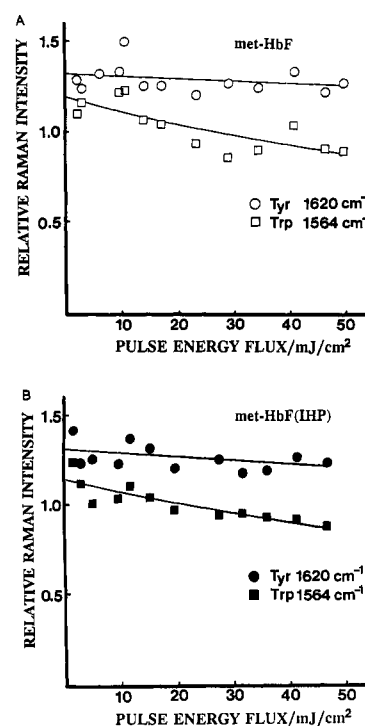 A
met-HbF
RELATIVE RAMAN INTENSITY
1.5
1.0
0.5
○ Tyr 1620 cm⁻
□ Trp 1564 cm⁻
0 10 20 30 40 50
PULSE ENERGY FLUX/mJ/cm²
B
met-HbF(IHP)
RELATIVE RAMAN INTENSITY
1.5
1.0
0.5
● Tyr 1620 cm⁻¹
■ Trp 1564 cm⁻¹
0 10 20 30 40 50
PULSE ENERGY FLUX/mJ/cm²